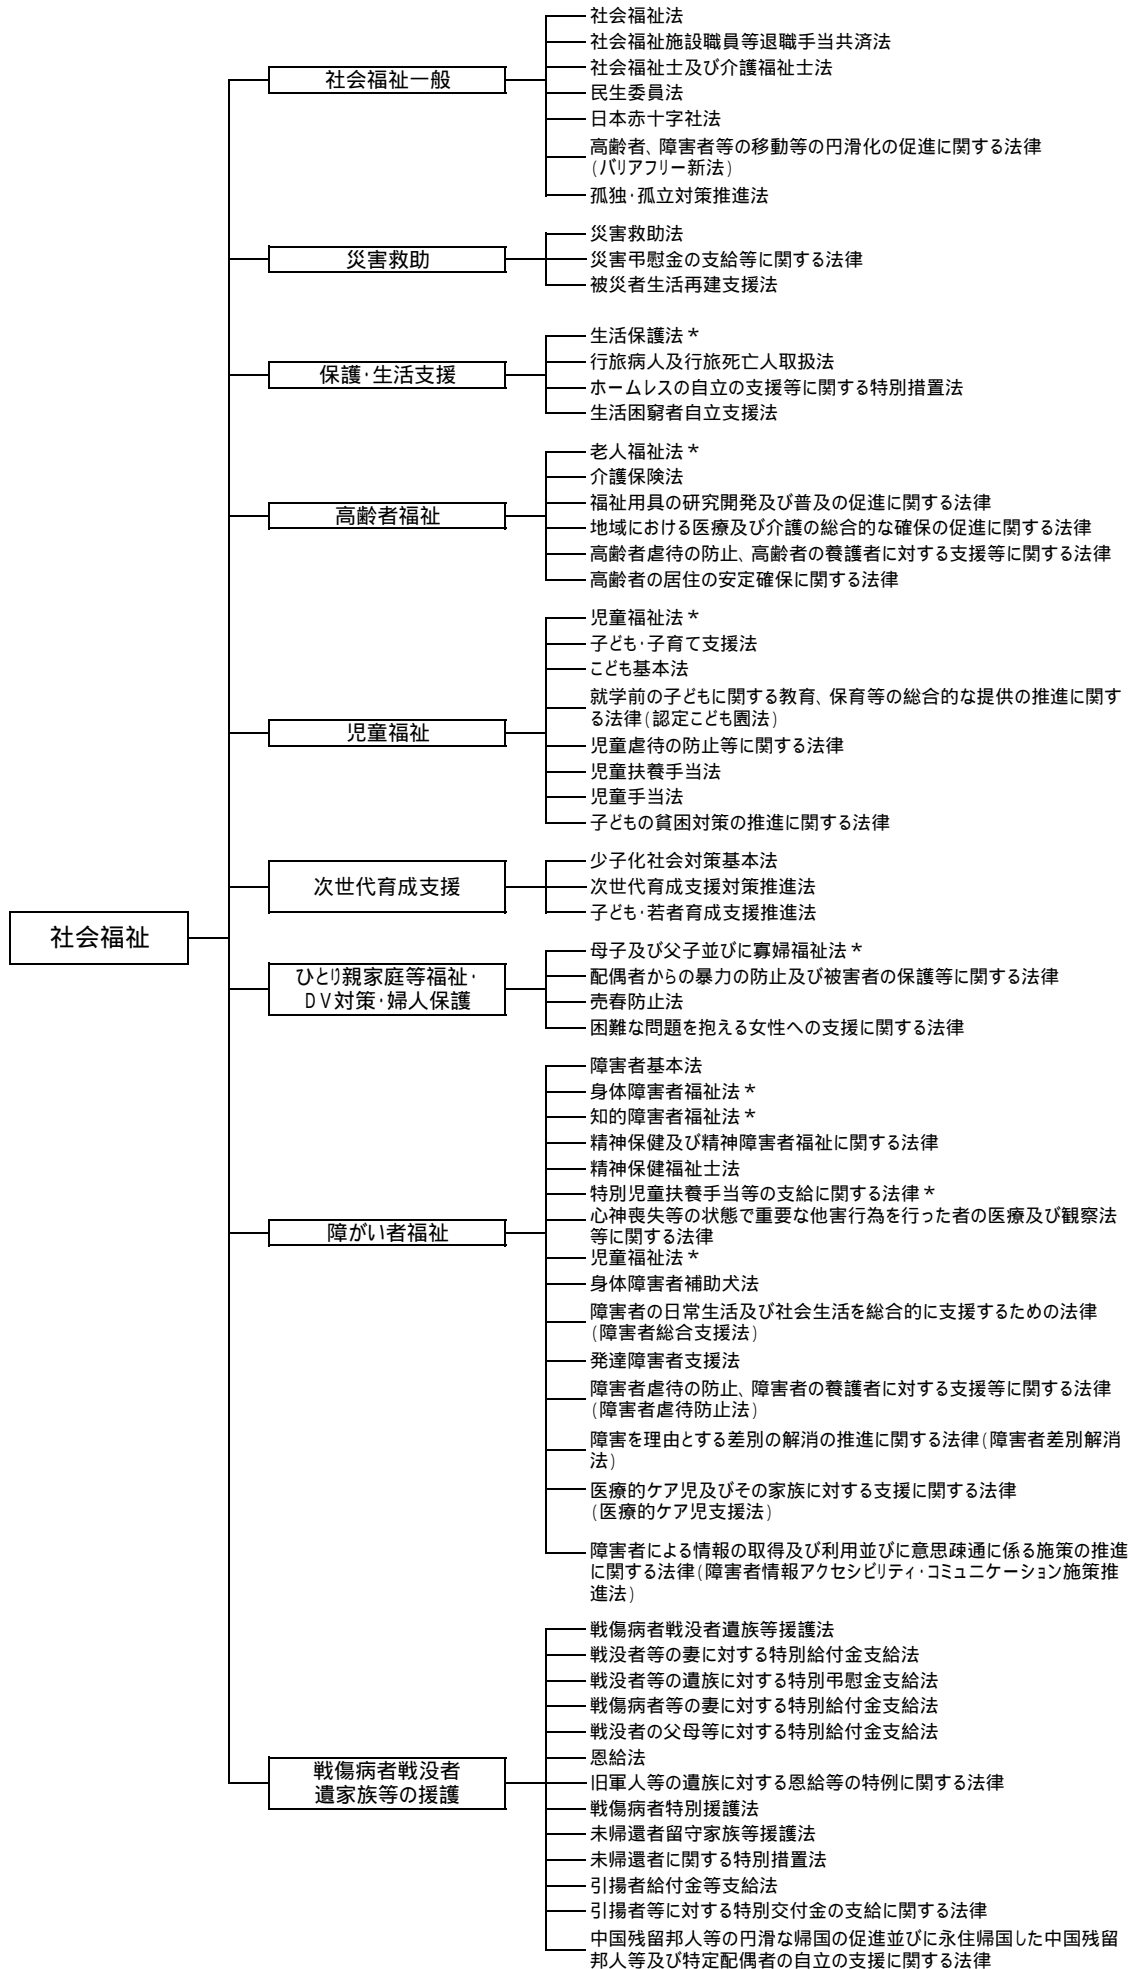 社会福祉
社会福祉一般
社会福祉法
社会福祉施設職員等退職手当共済法
社会福祉士及び介護福祉士法
民生委員法
日本赤十字社法
高齢者、障害者等の移動等の円滑化の促進に関する法律
(バリアフリー新法)
孤独・孤立対策推進法
災害救助
災害救助法
災害弔慰金の支給等に関する法律
被災者生活再建支援法
保護・生活支援
生活保護法*
行旅病人及行旅死亡人取扱法
ホームレスの自立の支援等に関する特別措置法
生活困窮者自立支援法
高齢者福祉
老人福祉法*
介護保険法
福祉用具の研究開発及び普及の促進に関する法律
地域における医療及び介護の総合的な確保の促進に関する法律
高齢者虐待の防止、高齢者の養護者に対する支援等に関する法律
高齢者の居住の安定確保に関する法律
児童福祉
児童福祉法*
子ども・子育て支援法
こども基本法
就学前の子どもに関する教育、保育等の総合的な提供の推進に関す
る法律(認定こども園法)
児童虐待の防止等に関する法律
児童扶養手当法
児童手当法
子どもの貧困対策の推進に関する法律
次世代育成支援
少子化社会対策基本法
次世代育成支援対策推進法
子ども・若者育成支援推進法
ひとり親家庭等福祉・
DV対策・婦人保護
母子及び父子並びに寡婦福祉法*
配偶者からの暴力の防止及び被害者の保護等に関する法律
売春防止法
困難な問題を抱える女性への支援に関する法律
障がい者福祉
障害者基本法
身体障害者福祉法*
知的障害者福祉法*
精神保健及び精神障害者福祉に関する法律
精神保健福祉士法
特別児童扶養手当等の支給に関する法律*
心神喪失等の状態で重要な他害行為を行った者の医療及び観察法
等に関する法律
児童福祉法*
身体障害者補助犬法
障害者の日常生活及び社会生活を総合的に支援するための法律
(障害者総合支援法)
発達障害者支援法
障害者虐待の防止、障害者の養護者に対する支援等に関する法律
(障害者虐待防止法)
障害を理由とする差別の解消の推進に関する法律(障害者差別解消
法)
医療的ケア児及びその家族に対する支援に関する法律
(医療的ケア児支援法)
障害者による情報の取得及び利用並びに意思疎通に係る施策の推進
に関する法律(障害者情報アクセシビリティ・コミュニケーション施策推
進法)
戦傷病者戦没者
遺家族等の援護
戦傷病者戦没者遺族等援護法
戦没者等の妻に対する特別給付金支給法
戦没者等の遺族に対する特別弔慰金支給法
戦傷病者等の妻に対する特別給付金支給法
戦没者の父母等に対する特別給付金支給法
恩給法
旧軍人等の遺族に対する恩給等の特例に関する法律
戦傷病者特別援護法
未帰還者留守家族等援護法
未帰還者に関する特別措置法
引揚者給付金等支給法
引揚者等に対する特別交付金の支給に関する法律
中国残留邦人等の円滑な帰国の促進並びに永住帰国した中国残留
邦人等及び特定配偶者の自立の支援に関する法律